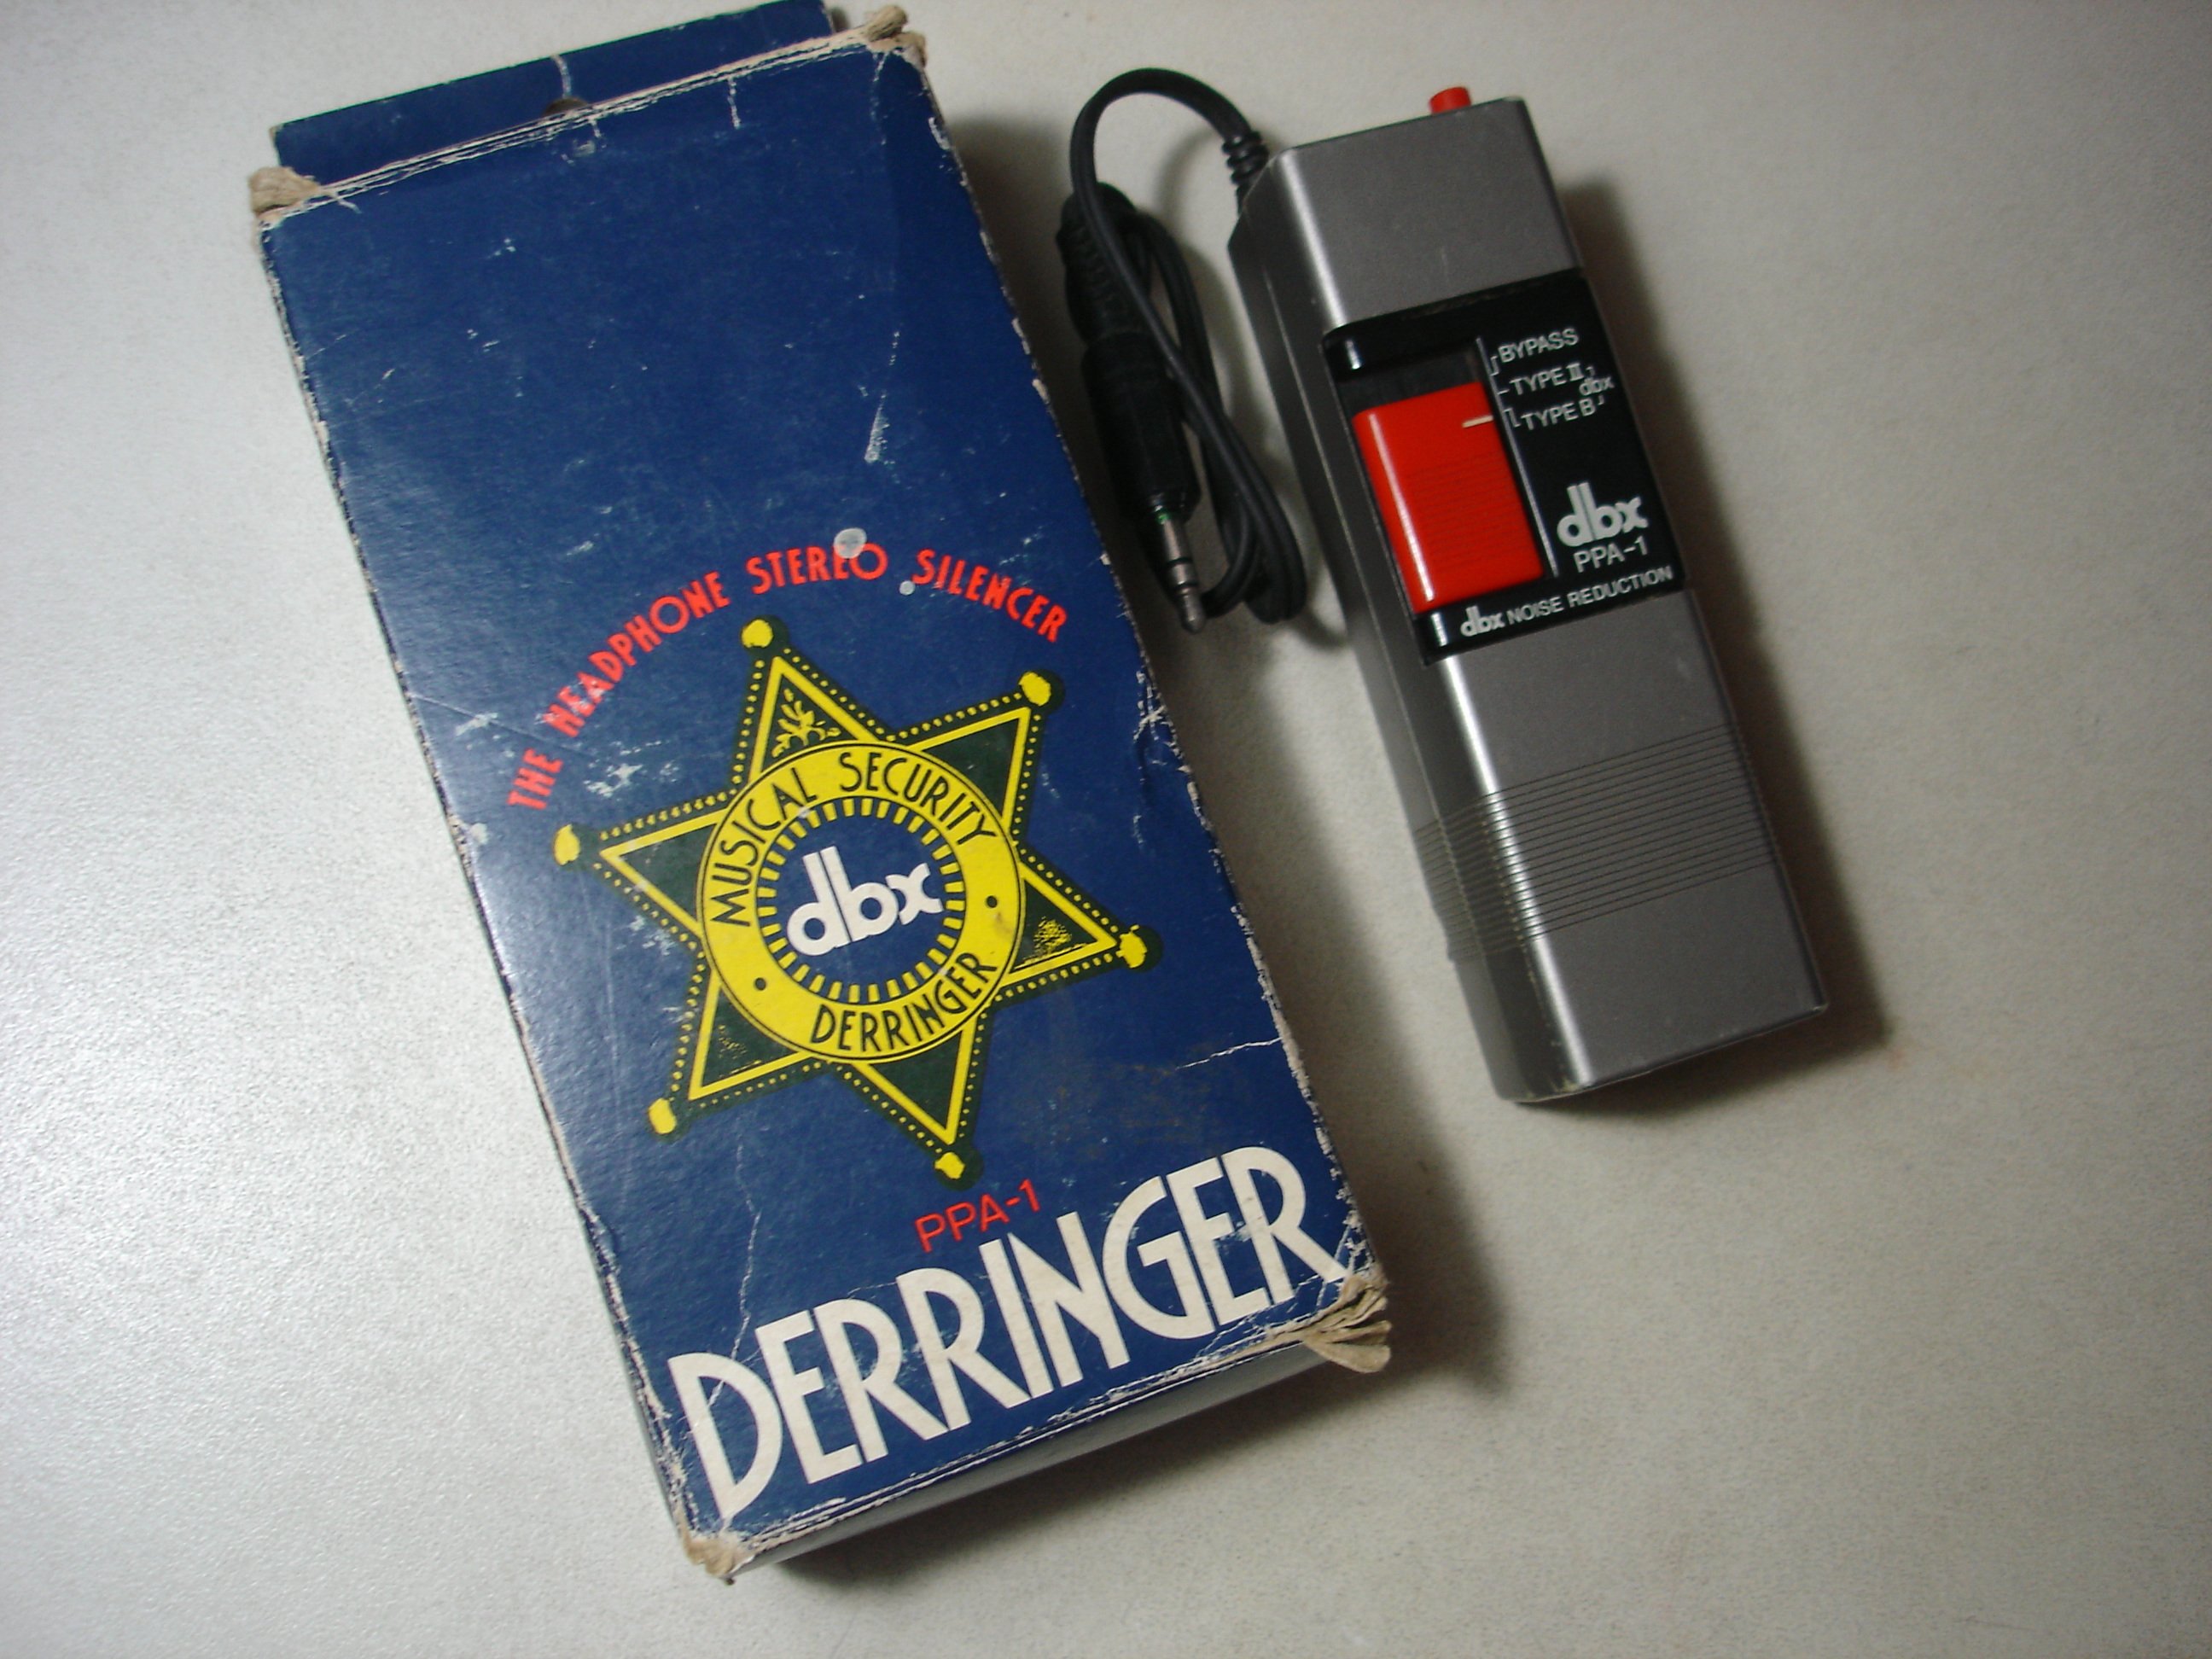 THE HEADPHONE STEREO SILENCER
MUSICAL SECURITY
dbx
DERRINGER
PPA-1
DERRINGER
BYPASS
TYPE II
dbx
TYPE B
dbx
PPA-1
dbx NOISE REDUCTION